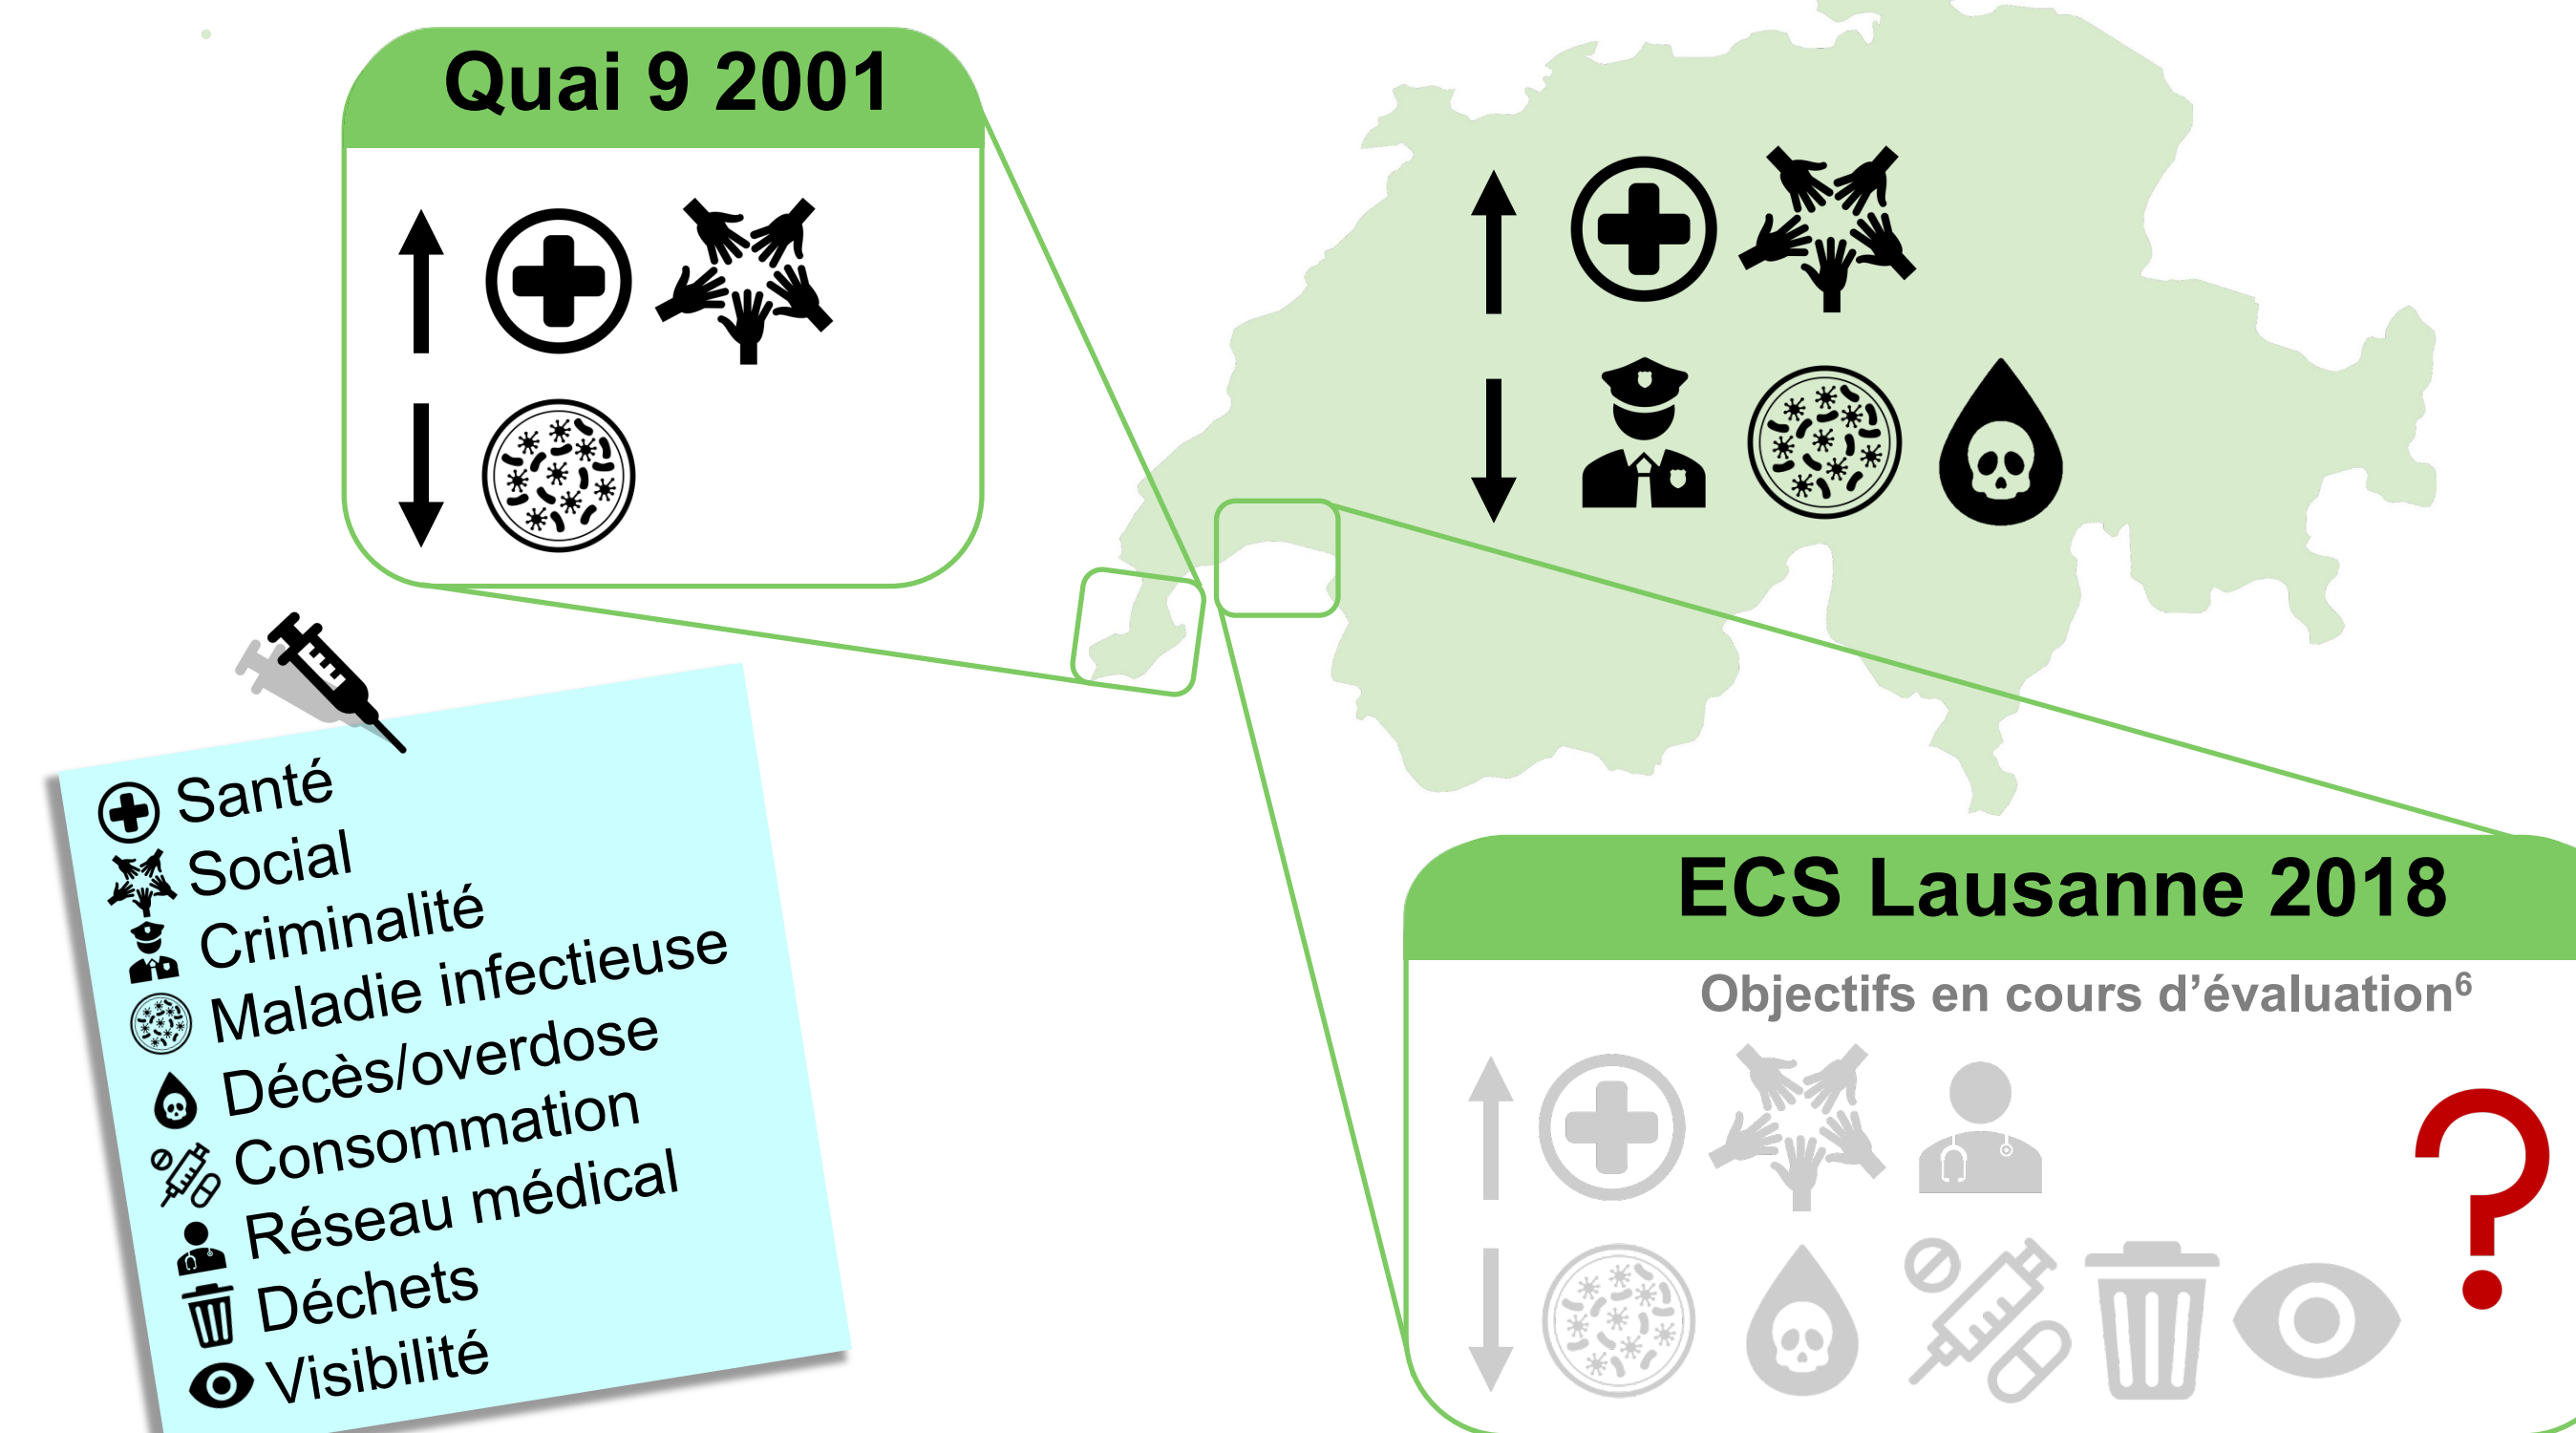 Quai 9 2001
Santé
Social
Criminalité
Maladie infectieuse
Décès/overdose
Consommation
Réseau médical
Déchets
Visibilité
ECS Lausanne 2018
Objectifs en cours d’évaluation⁶
?